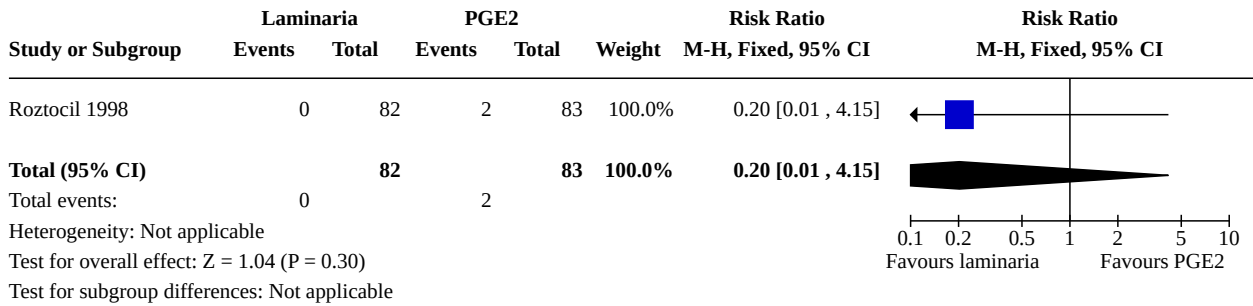 Laminaria PGE2 Risk Ratio Risk Ratio
Study or Subgroup Events Total Events Total Weight M-H, Fixed, 95% CI M-H, Fixed, 95% CI
Roztocil 1998 0 82 2 83 100.0% 0.20 [0.01 , 4.15]
Total (95% CI) 82 83 100.0% 0.20 [0.01 , 4.15]
Total events: 0 2
Heterogeneity: Not applicable
0.1 0.2 0.5 1 2 5 10
Test for overall effect: Z = 1.04 (P = 0.30)
Favours laminaria Favours PGE2
Test for subgroup differences: Not applicable